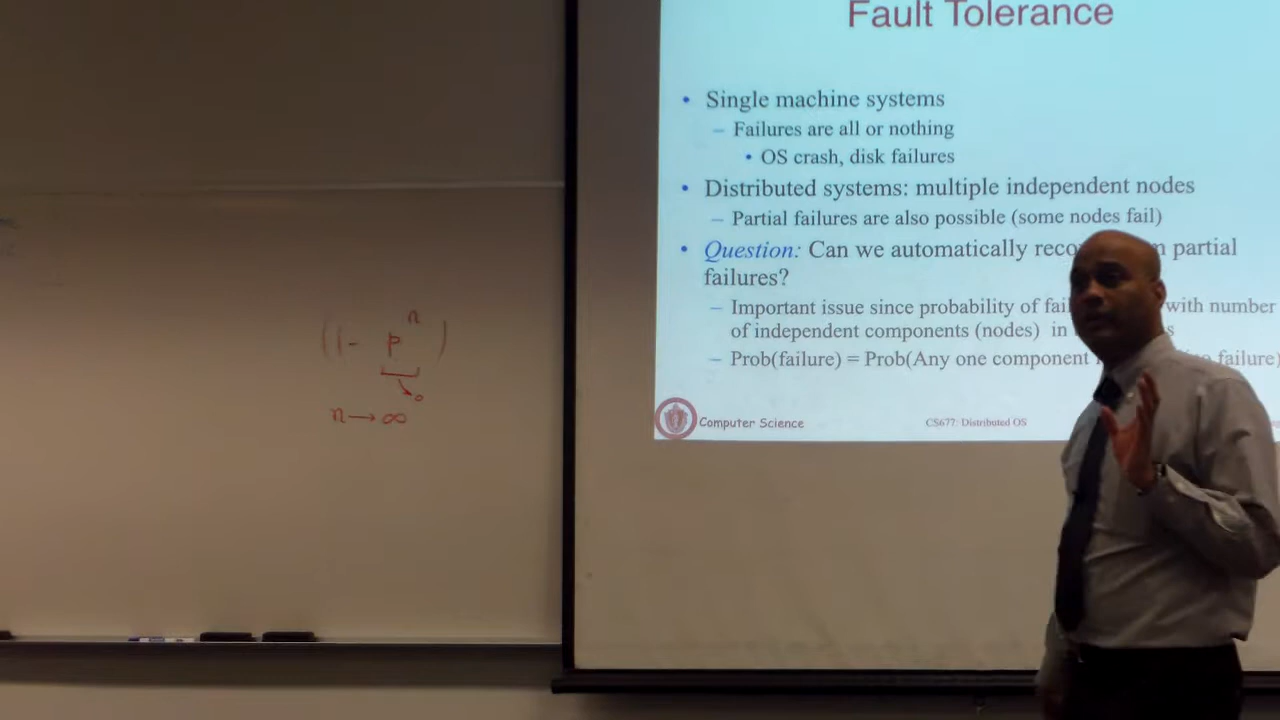 Fault Tolerance
• Single machine systems
– Failures are all or nothing
• OS crash, disk failures
• Distributed systems: multiple independent nodes
– Partial failures are also possible (some nodes fail)
• Question: Can we automatically partial
failures?
– Important issue since probability of with number
of independent components (nodes) in
– Prob(failure) = Prob(Any one component failure)
Computer Science
CS677: Distributed OS
(1 - pⁿ)
→ 0
n → ∞